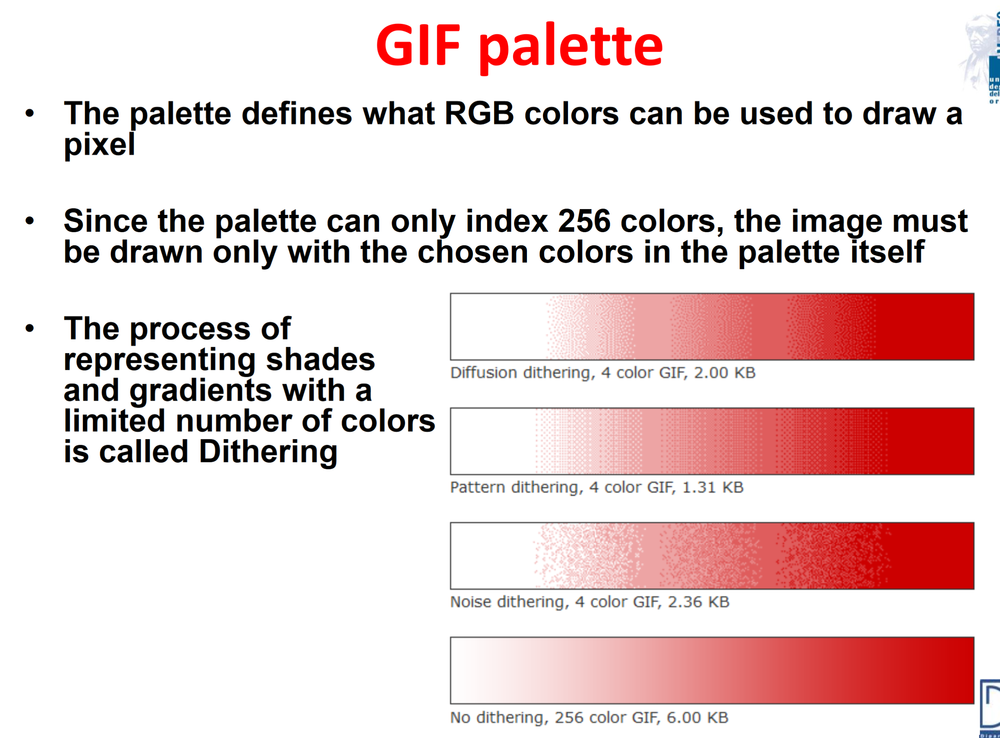 GIF palette
• The palette defines what RGB colors can be used to draw a
pixel
• Since the palette can only index 256 colors, the image must
be drawn only with the chosen colors in the palette itself
• The process of
representing shades
and gradients with a
limited number of colors
is called Dithering
Diffusion dithering, 4 color GIF, 2.00 KB
Pattern dithering, 4 color GIF, 1.31 KB
Noise dithering, 4 color GIF, 2.36 KB
No dithering, 256 color GIF, 6.00 KB